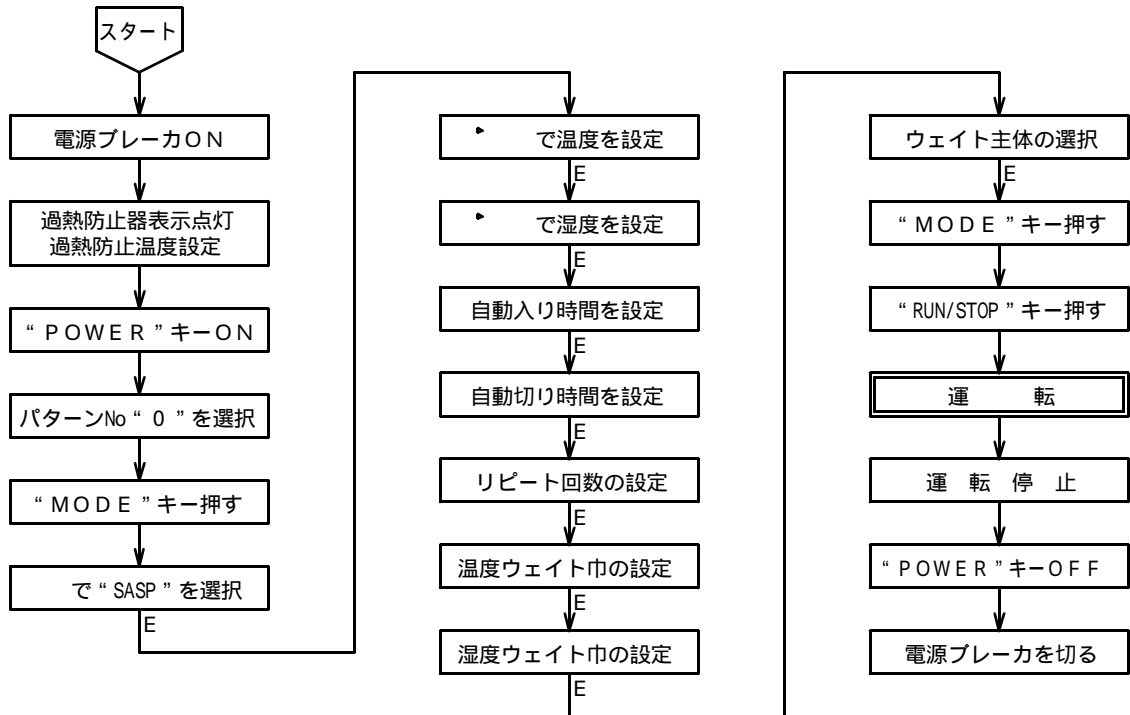 スタート
電源ブレーカON
過熱防止器表示点灯
過熱防止温度設定
“POWER”キーON
パターンNo“0”を選択
“MODE”キー押す
で“SASP”を選択
E
で温度を設定
E
で湿度を設定
E
自動入り時間を設定
E
自動切り時間を設定
E
リピート回数の設定
E
温度ウェイト巾の設定
E
湿度ウェイト巾の設定
E
ウェイト主体の選択
E
“MODE”キー押す
“RUN/STOP”キー押す
運 転
運 転 停 止
“POWER”キーOFF
電源ブレーカを切る